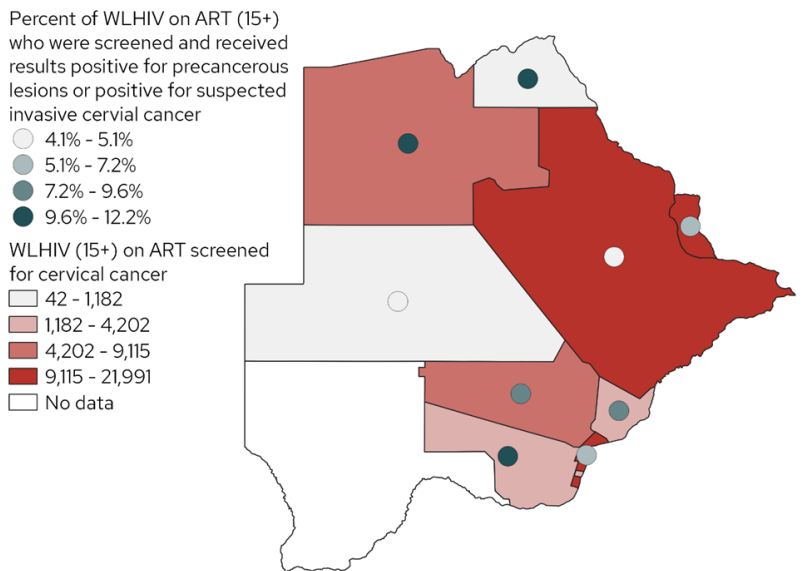 Percent of WLHIV on ART (15+)
who were screened and received
results positive for precancerous
lesions or positive for suspected
invasive cervial cancer
4.1% - 5.1%
5.1% - 7.2%
7.2% - 9.6%
9.6% - 12.2%
WLHIV (15+) on ART screened
for cervical cancer
42 - 1,182
1,182 - 4,202
4,202 - 9,115
9,115 - 21,991
No data